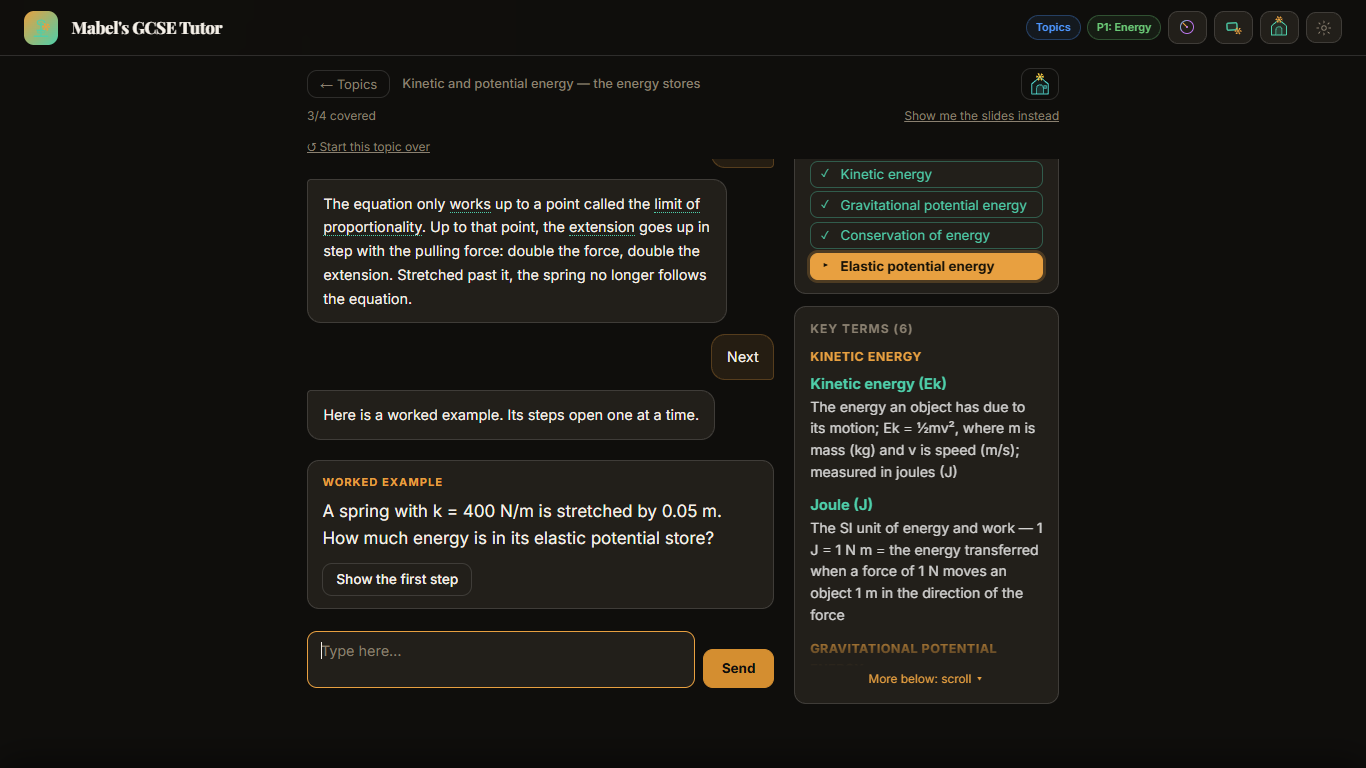 Mabel's GCSE Tutor
Topics
P1: Energy
← Topics
Kinetic and potential energy — the energy stores
3/4 covered
Show me the slides instead
↺ Start this topic over
The equation only works up to a point called the limit of
proportionality. Up to that point, the extension goes up in
step with the pulling force: double the force, double the
extension. Stretched past it, the spring no longer follows
the equation.
Next
Here is a worked example. Its steps open one at a time.
WORKED EXAMPLE
A spring with k = 400 N/m is stretched by 0.05 m.
How much energy is in its elastic potential store?
Show the first step
Type here...
Send
✓ Kinetic energy
✓ Gravitational potential energy
✓ Conservation of energy
‣ Elastic potential energy
KEY TERMS (6)
KINETIC ENERGY
Kinetic energy (Ek)
The energy an object has due to
its motion; Ek = ½mv², where m is
mass (kg) and v is speed (m/s);
measured in joules (J)
Joule (J)
The SI unit of energy and work — 1
J = 1 N m = the energy transferred
when a force of 1 N moves an
object 1 m in the direction of the
force
GRAVITATIONAL POTENTIAL
More below: scroll ▾